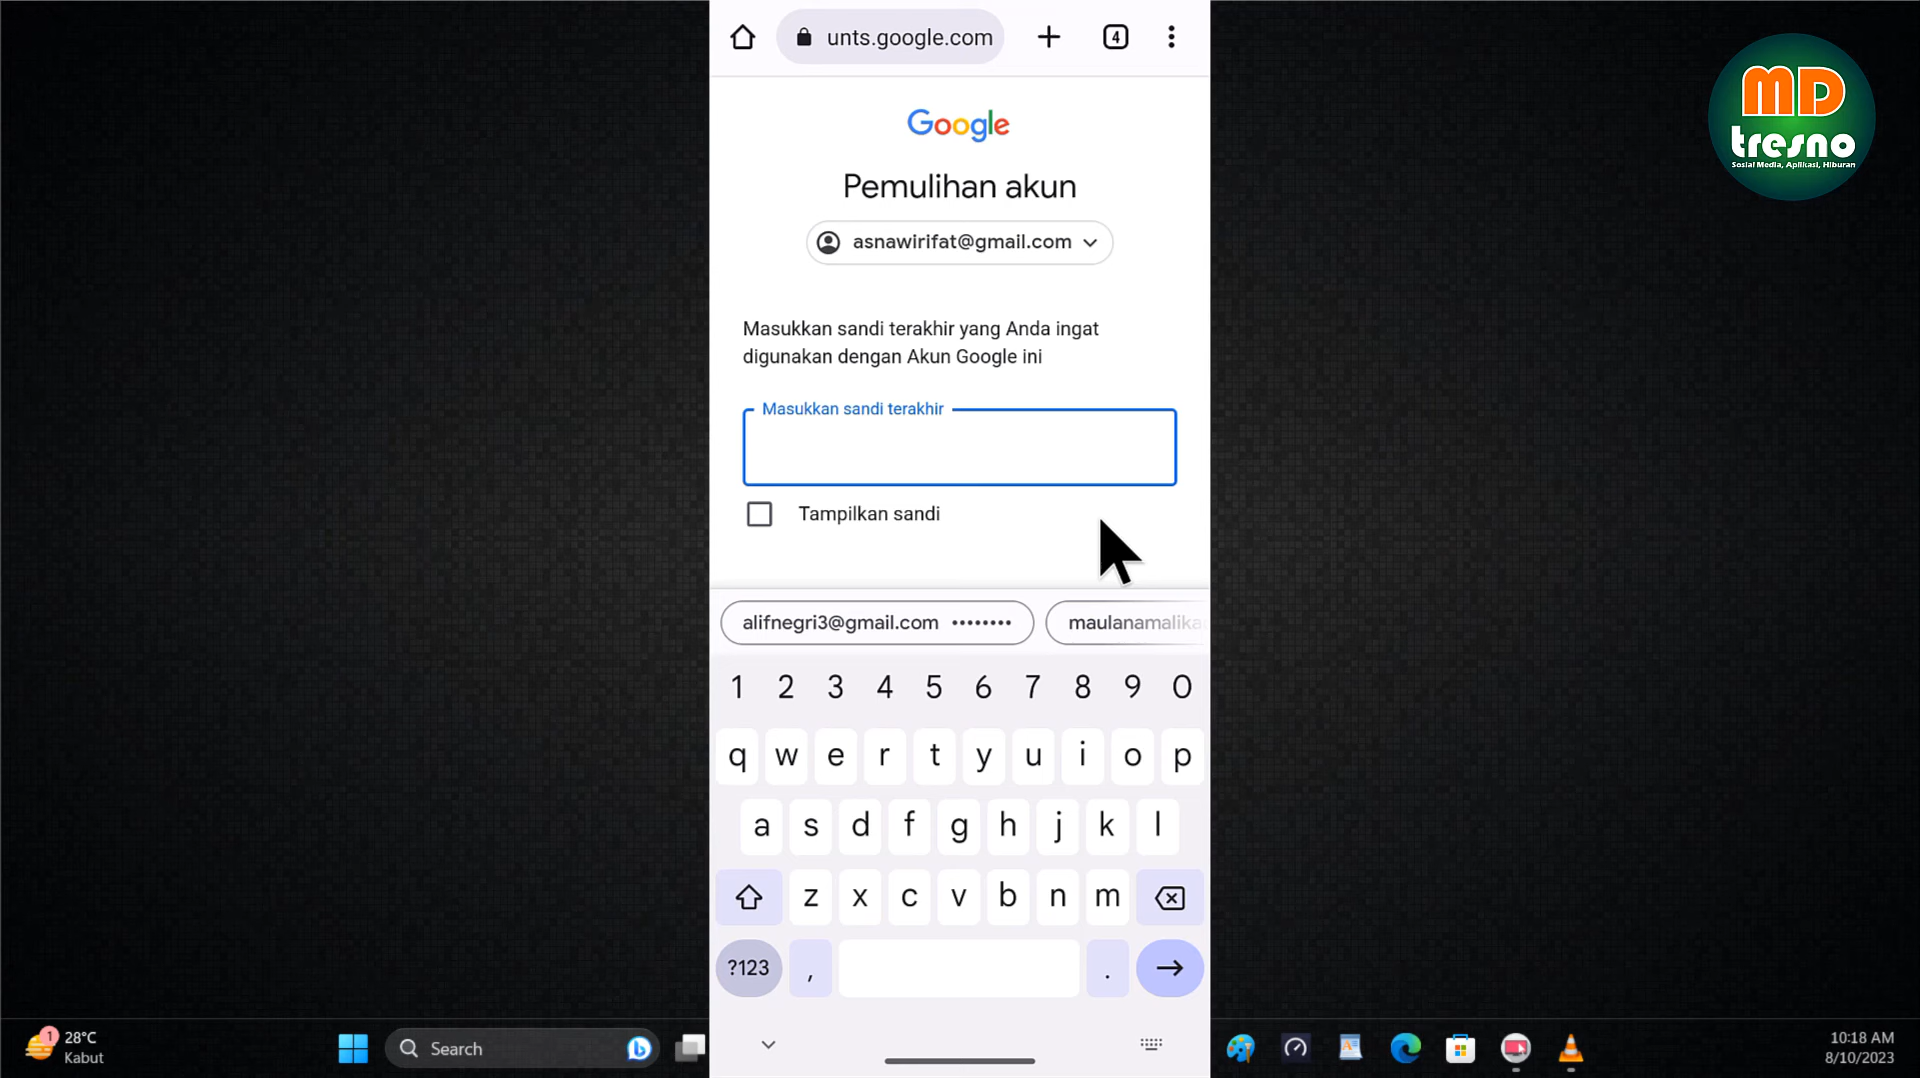 unts.google.com
4
MD
tresno
Sosial Media, Aplikasi, Hiburan
Google
Pemulihan akun
asnawirifat@gmail.com
Masukkan sandi terakhir yang Anda ingat
digunakan dengan Akun Google ini
Masukkan sandi terakhir
Tampilkan sandi
alifnegri3@gmail.com ••••••••
maulanamalika
1 2 3 4 5 6 7 8 9 0
q w e r t y u i o p
a s d f g h j k l
z x c v b n m
?123 , .
1
28°C
Kabut
Search
10:18 AM
8/10/2023